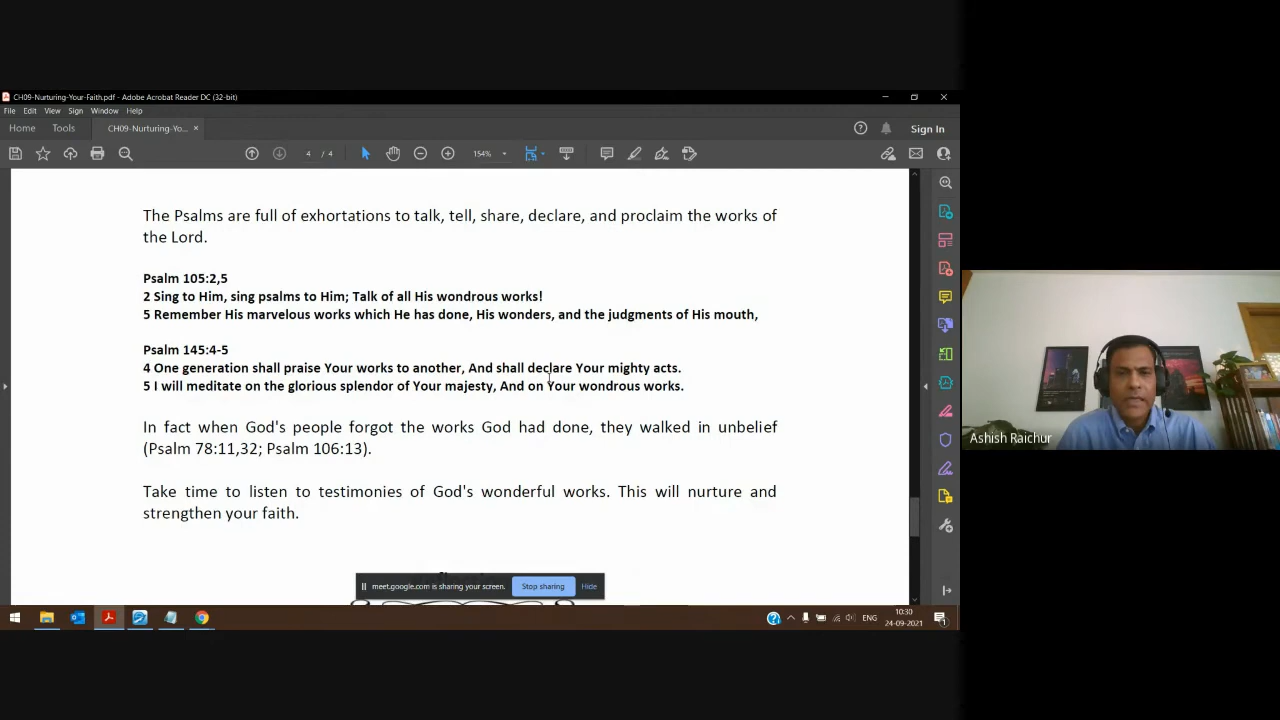 CH09-Nurturing-Your-Faith.pdf - Adobe Acrobat Reader DC (32-bit)
File Edit View Sign Window Help
Home Tools CH09-Nurturing-Yo... × Sign In
4 / 4 154%
The Psalms are full of exhortations to talk, tell, share, declare, and proclaim the works of
the Lord.
Psalm 105:2,5
2 Sing to Him, sing psalms to Him; Talk of all His wondrous works!
5 Remember His marvelous works which He has done, His wonders, and the judgments of His mouth,
Psalm 145:4-5
4 One generation shall praise Your works to another, And shall declare Your mighty acts.
5 I will meditate on the glorious splendor of Your majesty, And on Your wondrous works.
In fact when God's people forgot the works God had done, they walked in unbelief
(Psalm 78:11,32; Psalm 106:13).
Take time to listen to testimonies of God's wonderful works. This will nurture and
strengthen your faith.
meet.google.com is sharing your screen. Stop sharing Hide
Ashish Raichur
ENG
10:30
24-09-2021